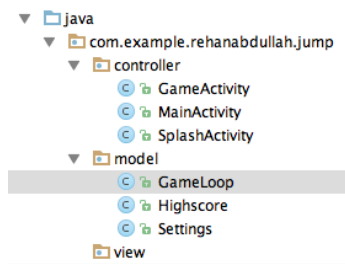 java
com.example.rehanabdullah.jump
controller
GameActivity
MainActivity
SplashActivity
model
GameLoop
Highscore
Settings
view